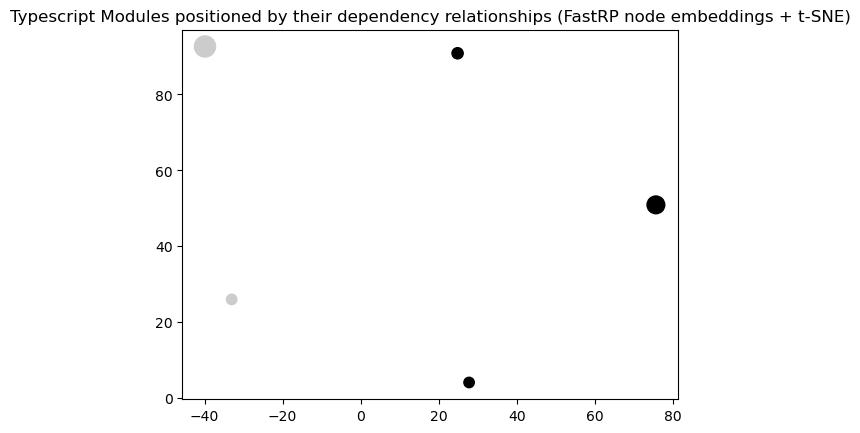 Typescript Modules positioned by their dependency relationships (FastRP node embeddings + t-SNE)
80
60
40
20
0
−40 −20 0 20 40 60 80